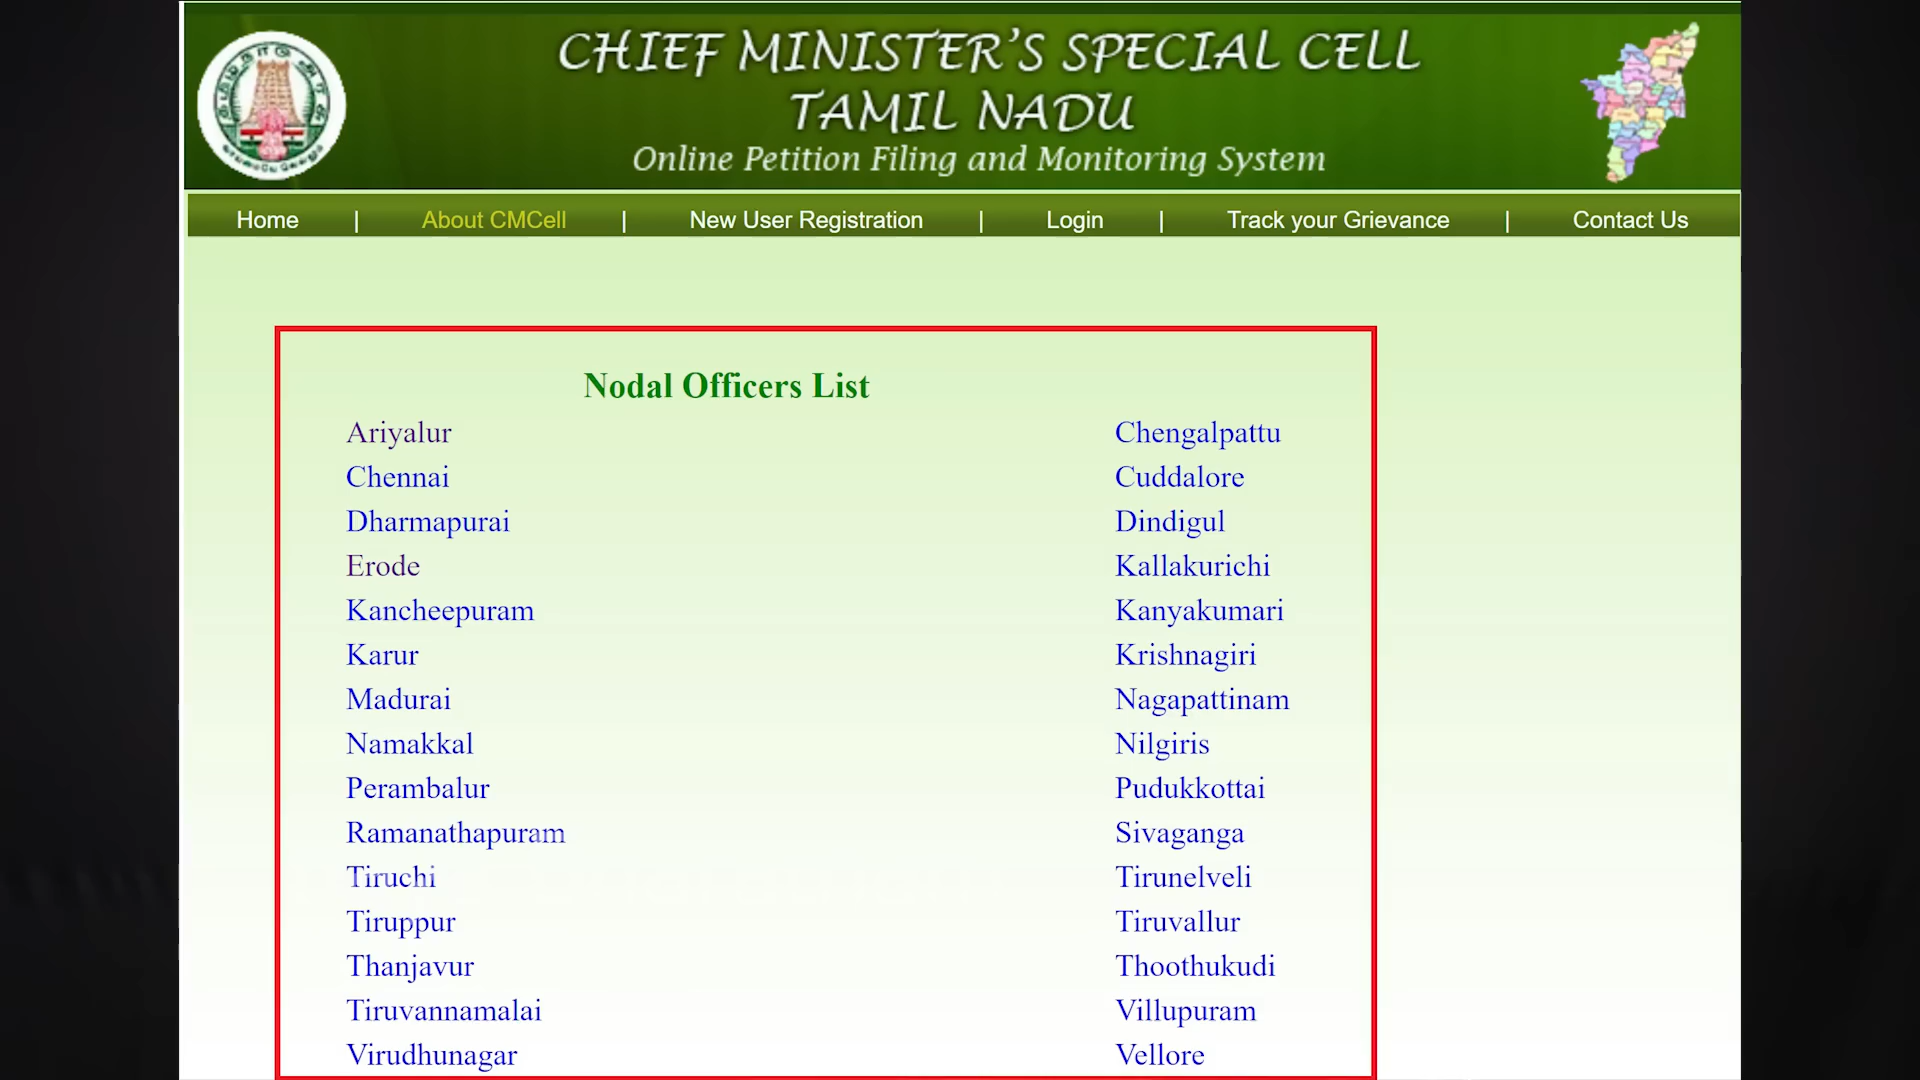 CHIEF MINISTER'S SPECIAL CELL
TAMIL NADU
Online Petition Filing and Monitoring System
Home | About CMCell | New User Registration | Login | Track your Grievance | Contact Us
Nodal Officers List
Ariyalur Chengalpattu
Chennai Cuddalore
Dharmapurai Dindigul
Erode Kallakurichi
Kancheepuram Kanyakumari
Karur Krishnagiri
Madurai Nagapattinam
Namakkal Nilgiris
Perambalur Pudukkottai
Ramanathapuram Sivaganga
Tiruchi Tirunelveli
Tiruppur Tiruvallur
Thanjavur Thoothukudi
Tiruvannamalai Villupuram
Virudhunagar Vellore